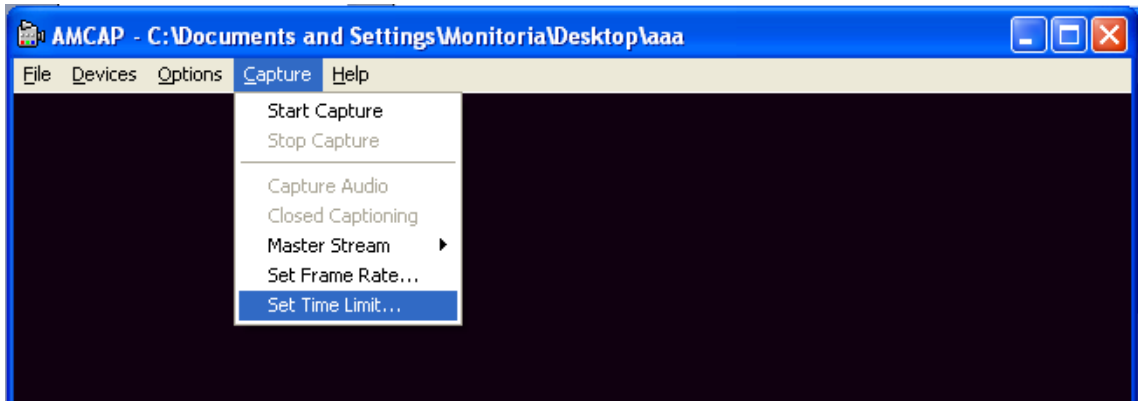 AMCAP - C:\Documents and Settings\Monitoria\Desktop\aaa
File Devices Options Capture Help
Start Capture
Stop Capture
Capture Audio
Closed Captioning
Master Stream
Set Frame Rate...
Set Time Limit...